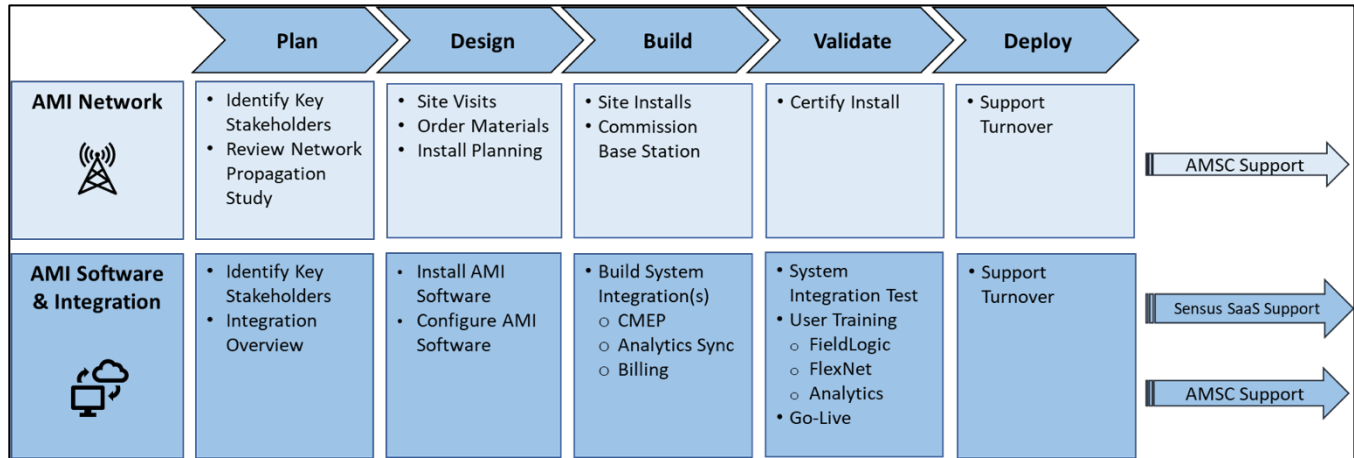 Plan
Design
Build
Validate
Deploy
AMI Network
• Identify Key
Stakeholders
• Review Network
Propagation
Study
• Site Visits
• Order Materials
• Install Planning
• Site Installs
• Commission
Base Station
• Certify Install
• Support
Turnover
AMSC Support
AMI Software
& Integration
• Identify Key
Stakeholders
• Integration
Overview
• Install AMI
Software
• Configure AMI
Software
• Build System
Integration(s)
o CMEP
o Analytics Sync
o Billing
• System
Integration Test
• User Training
o FieldLogic
o FlexNet
o Analytics
• Go-Live
• Support
Turnover
Sensus SaaS Support
AMSC Support